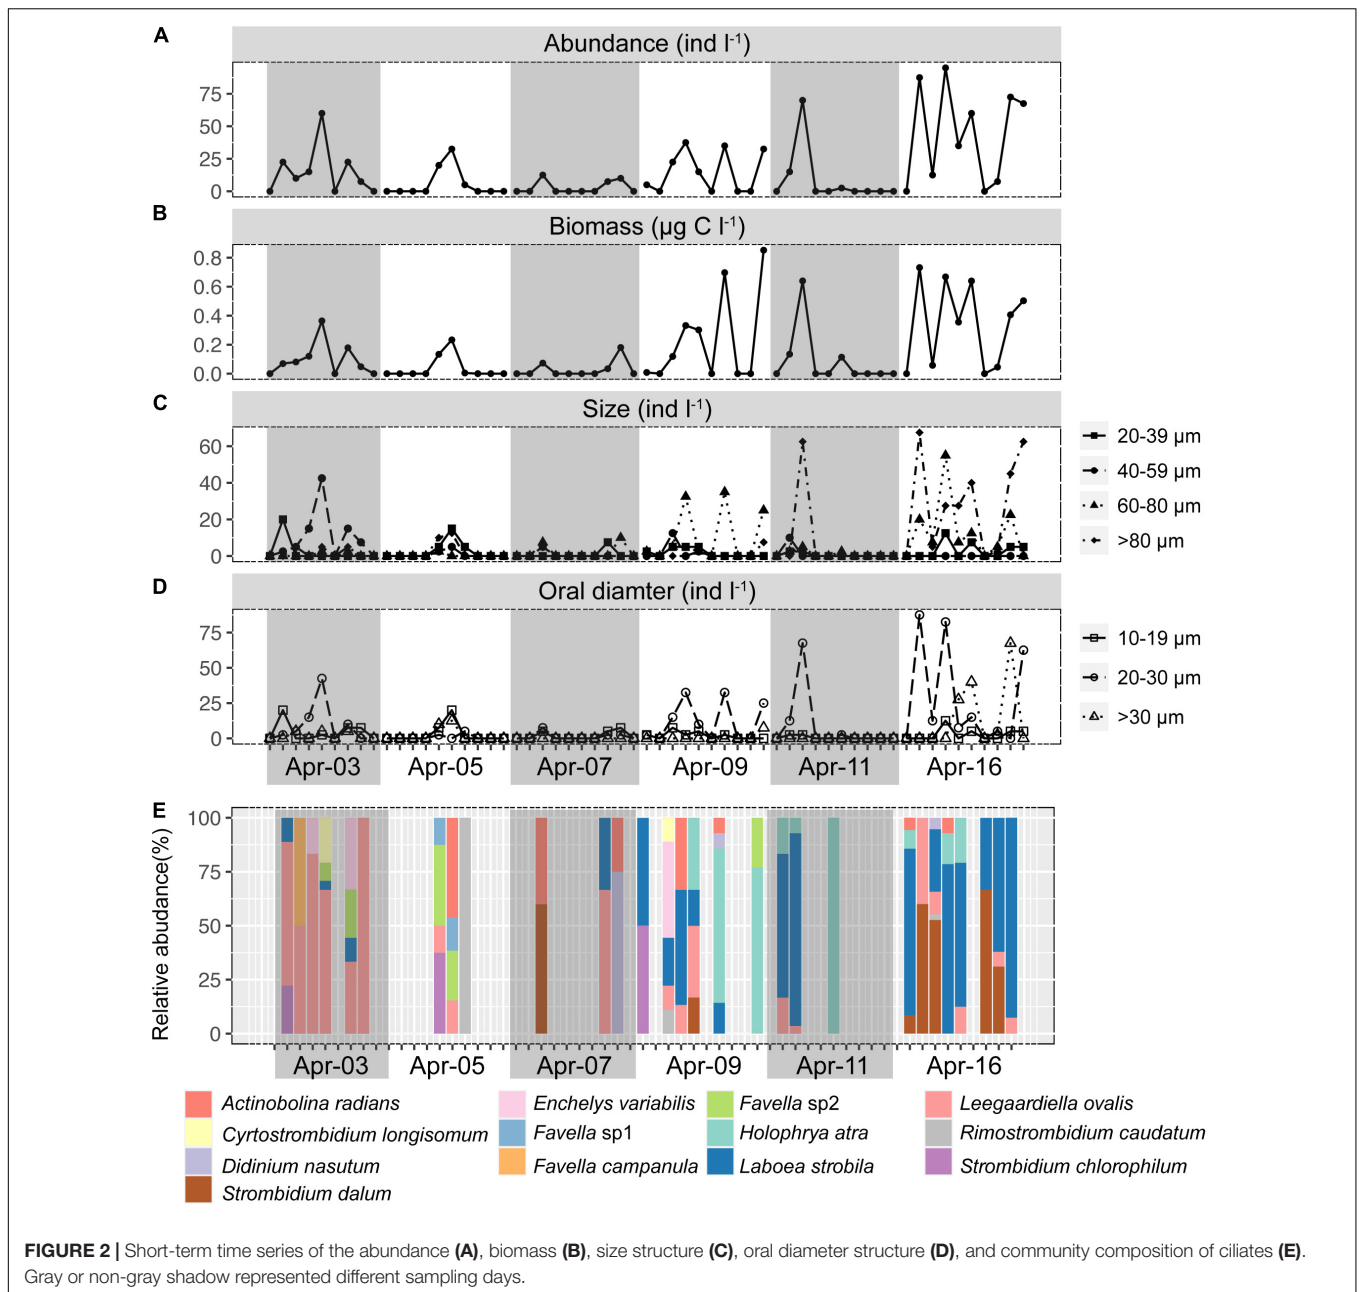 A
Abundance (ind l-1)
75
50
25
0
B
Biomass (µg C l-1)
0.8
0.6
0.4
0.2
0.0
C
Size (ind l-1)
60
40
20
0
20-39 µm
40-59 µm
60-80 µm
>80 µm
D
Oral diamter (ind l-1)
75
50
25
0
10-19 µm
20-30 µm
>30 µm
Apr-03 Apr-05 Apr-07 Apr-09 Apr-11 Apr-16
E
Relative abudance(%)
100
75
50
25
0
Apr-03 Apr-05 Apr-07 Apr-09 Apr-11 Apr-16
Actinobolina radians Enchelys variabilis Favella sp2 Leegaardiella ovalis
Cyrtostrombidium longisomum Favella sp1 Holophrya atra Rimostrombidium caudatum
Didinium nasutum Favella campanula Laboea strobila Strombidium chlorophilum
Strombidium dalum
FIGURE 2 | Short-term time series of the abundance (A), biomass (B), size structure (C), oral diameter structure (D), and community composition of ciliates (E).
Gray or non-gray shadow represented different sampling days.